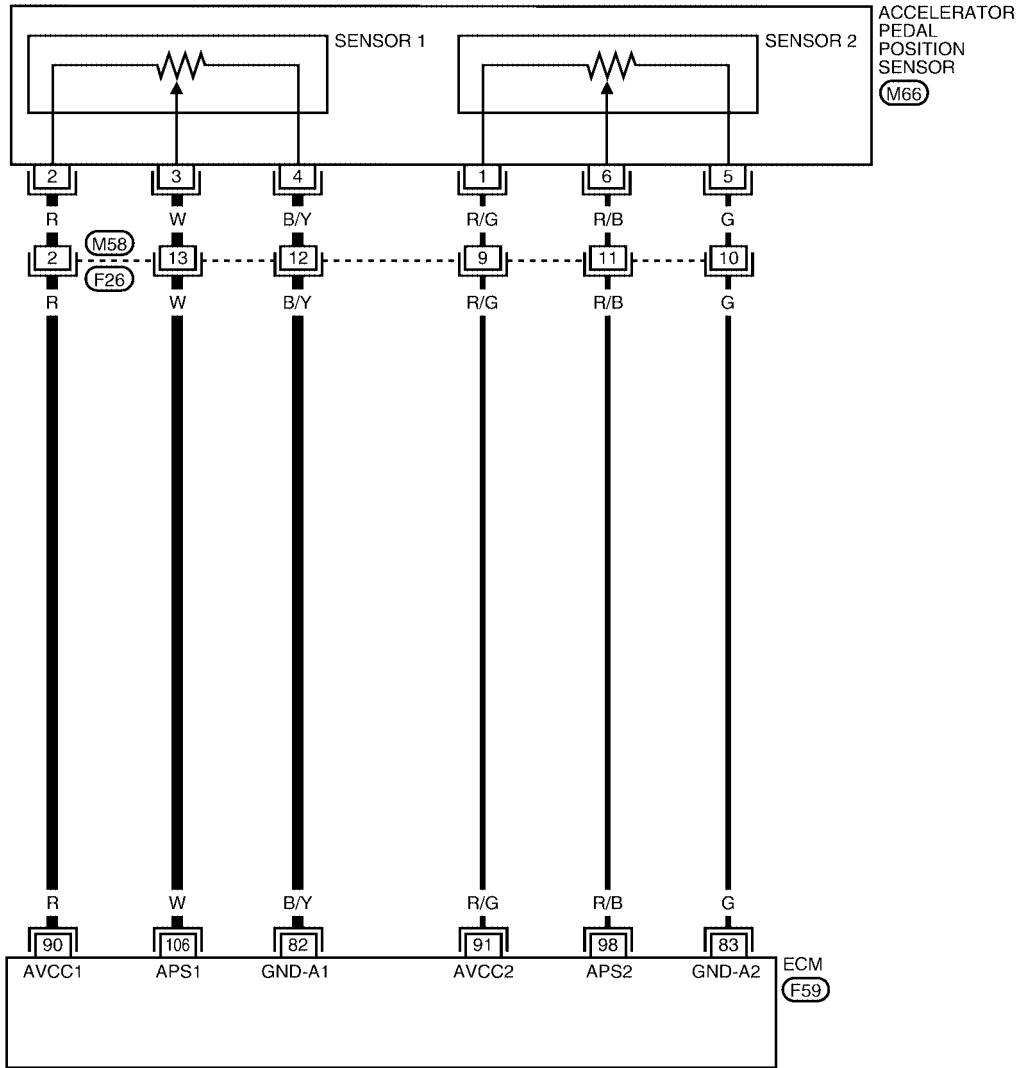 ACCELERATOR
PEDAL
POSITION
SENSOR
M66
SENSOR 1
SENSOR 2
2 3 4 1 6 5
R W B/Y R/G R/B G
M58
2 13 12 9 11 10
F26
R W B/Y R/G R/B G
R W B/Y R/G R/B G
90 106 82 91 98 83
AVCC1 APS1 GND-A1 AVCC2 APS2 GND-A2
ECM
F59